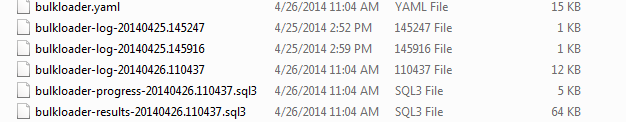 bulkloader.yaml 4/26/2014 11:04 AM YAML File 15 KB
bulkloader-log-20140425.145247 4/25/2014 2:52 PM 145247 File 1 KB
bulkloader-log-20140425.145916 4/25/2014 2:59 PM 145916 File 1 KB
bulkloader-log-20140426.110437 4/26/2014 11:04 AM 110437 File 12 KB
bulkloader-progress-20140426.110437.sql3 4/26/2014 11:04 AM SQL3 File 5 KB
bulkloader-results-20140426.110437.sql3 4/26/2014 11:04 AM SQL3 File 64 KB